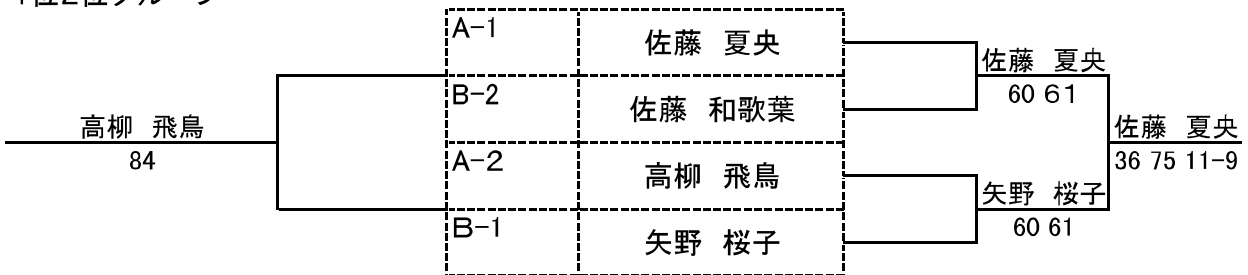 1位2位グループ
A-1
佐藤 夏央
B-2
佐藤 和歌葉
A-2
高柳 飛鳥
B-1
矢野 桜子
高柳 飛鳥
84
佐藤 夏央
60 61
矢野 桜子
60 61
佐藤 夏央
36 75 11-9